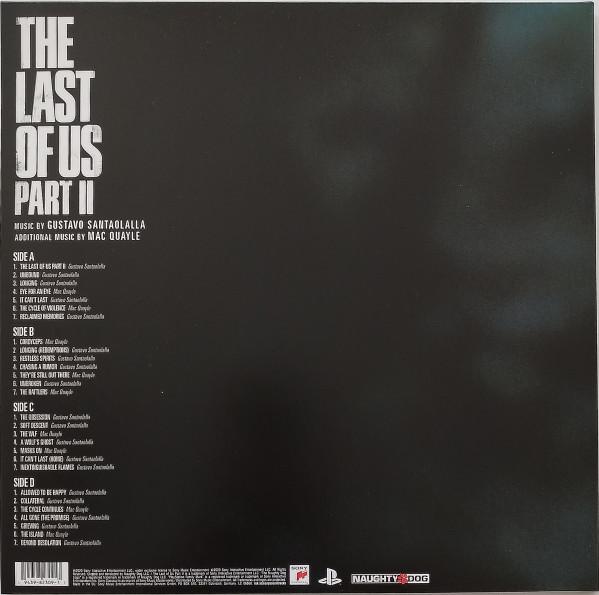 THE
LAST
OF US
PART II
MUSIC BY GUSTAVO SANTAOLALLA
ADDITIONAL MUSIC BY MAC QUAYLE
SIDE A
1. THE LAST OF US PART II Gustavo Santaolalla
2. UNBOUND Gustavo Santaolalla
3. LONGING Gustavo Santaolalla
4. EYE FOR AN EYE Mac Quayle
5. IT CAN'T LAST Gustavo Santaolalla
6. THE CYCLE OF VIOLENCE Mac Quayle
7. RECLAIMED MEMORIES Gustavo Santaolalla
SIDE B
1. CORDYCEPS Mac Quayle
2. LONGING (REDEMPTIONS) Gustavo Santaolalla
3. RESTLESS SPIRITS Gustavo Santaolalla
4. CHASING A RUMOR Gustavo Santaolalla
5. THEY'RE STILL OUT THERE Mac Quayle
6. UNBROKEN Gustavo Santaolalla
7. THE RATTLERS Mac Quayle
SIDE C
1. THE OBSESSION Gustavo Santaolalla
2. SOFT DESCENT Gustavo Santaolalla
3. THE WLF Mac Quayle
4. A WOLF'S GHOST Gustavo Santaolalla
5. MASKS ON Mac Quayle
6. IT CAN'T LAST (HOME) Gustavo Santaolalla
7. INEXTINGUISHABLE FLAMES Gustavo Santaolalla
SIDE D
1. ALLOWED TO BE HAPPY Gustavo Santaolalla
2. COLLATERAL Gustavo Santaolalla
3. THE CYCLE CONTINUES Mac Quayle
4. ALL GONE (THE PROMISE) Gustavo Santaolalla
5. GRIEVING Gustavo Santaolalla
6. THE ISLAND Mac Quayle
7. BEYOND DESOLATION Gustavo Santaolalla
SONY
MUSIC
NAUGHTY DOG